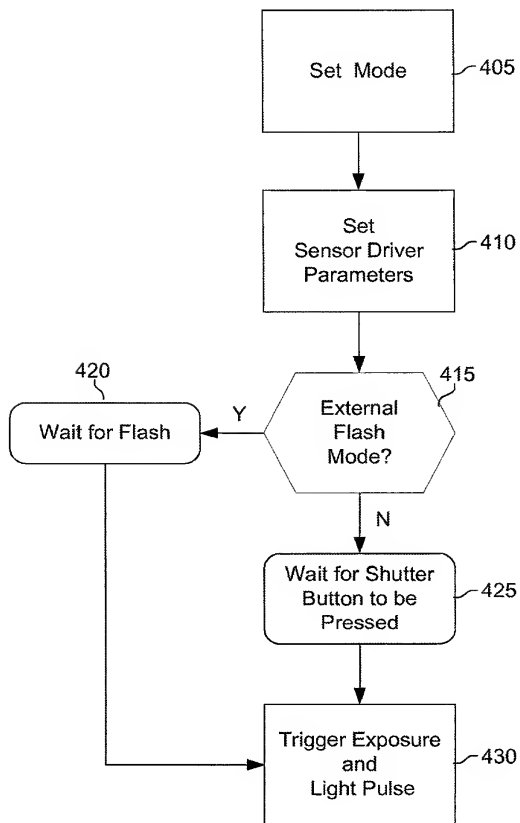 Set Mode
405
Set
Sensor Driver
Parameters
410
415
External
Flash
Mode?
420
Y
Wait for Flash
N
Wait for Shutter
Button to be
Pressed
425
Trigger Exposure
and
Light Pulse
430